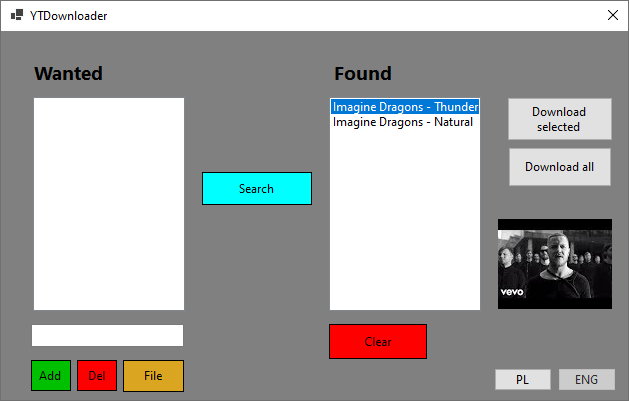 YTDownloader
Wanted
Found
Imagine Dragons - Thunder
Imagine Dragons - Natural
Download
selected
Download all
Search
vevo
Clear
Add
Del
File
PL
ENG